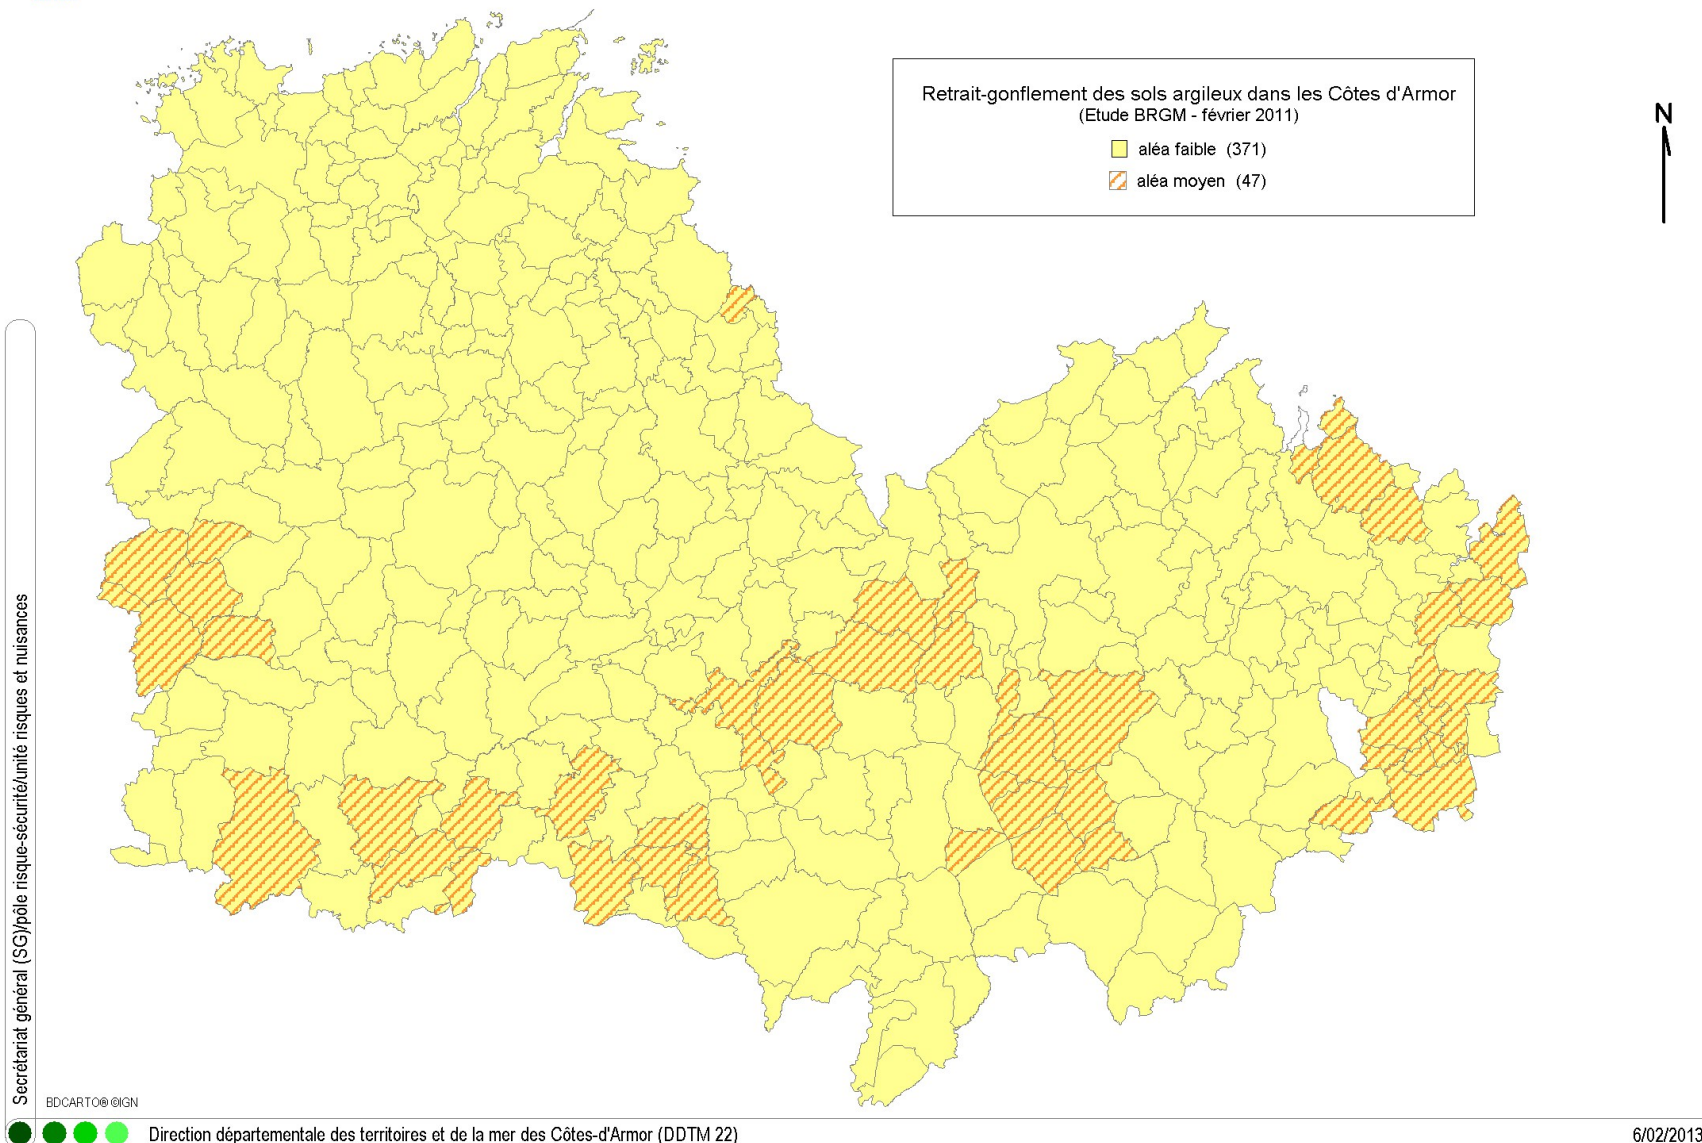 Retrait-gonflement des sols argileux dans les Côtes d'Armor
(Etude BRGM - février 2011)
aléa faible (371)
aléa moyen (47)
N
Secrétariat général (SG)/pôle risque-sécurité/unité risques et nuisances
BDCARTO® ©IGN
Direction départementale des territoires et de la mer des Côtes-d'Armor (DDTM 22)
6/02/2013